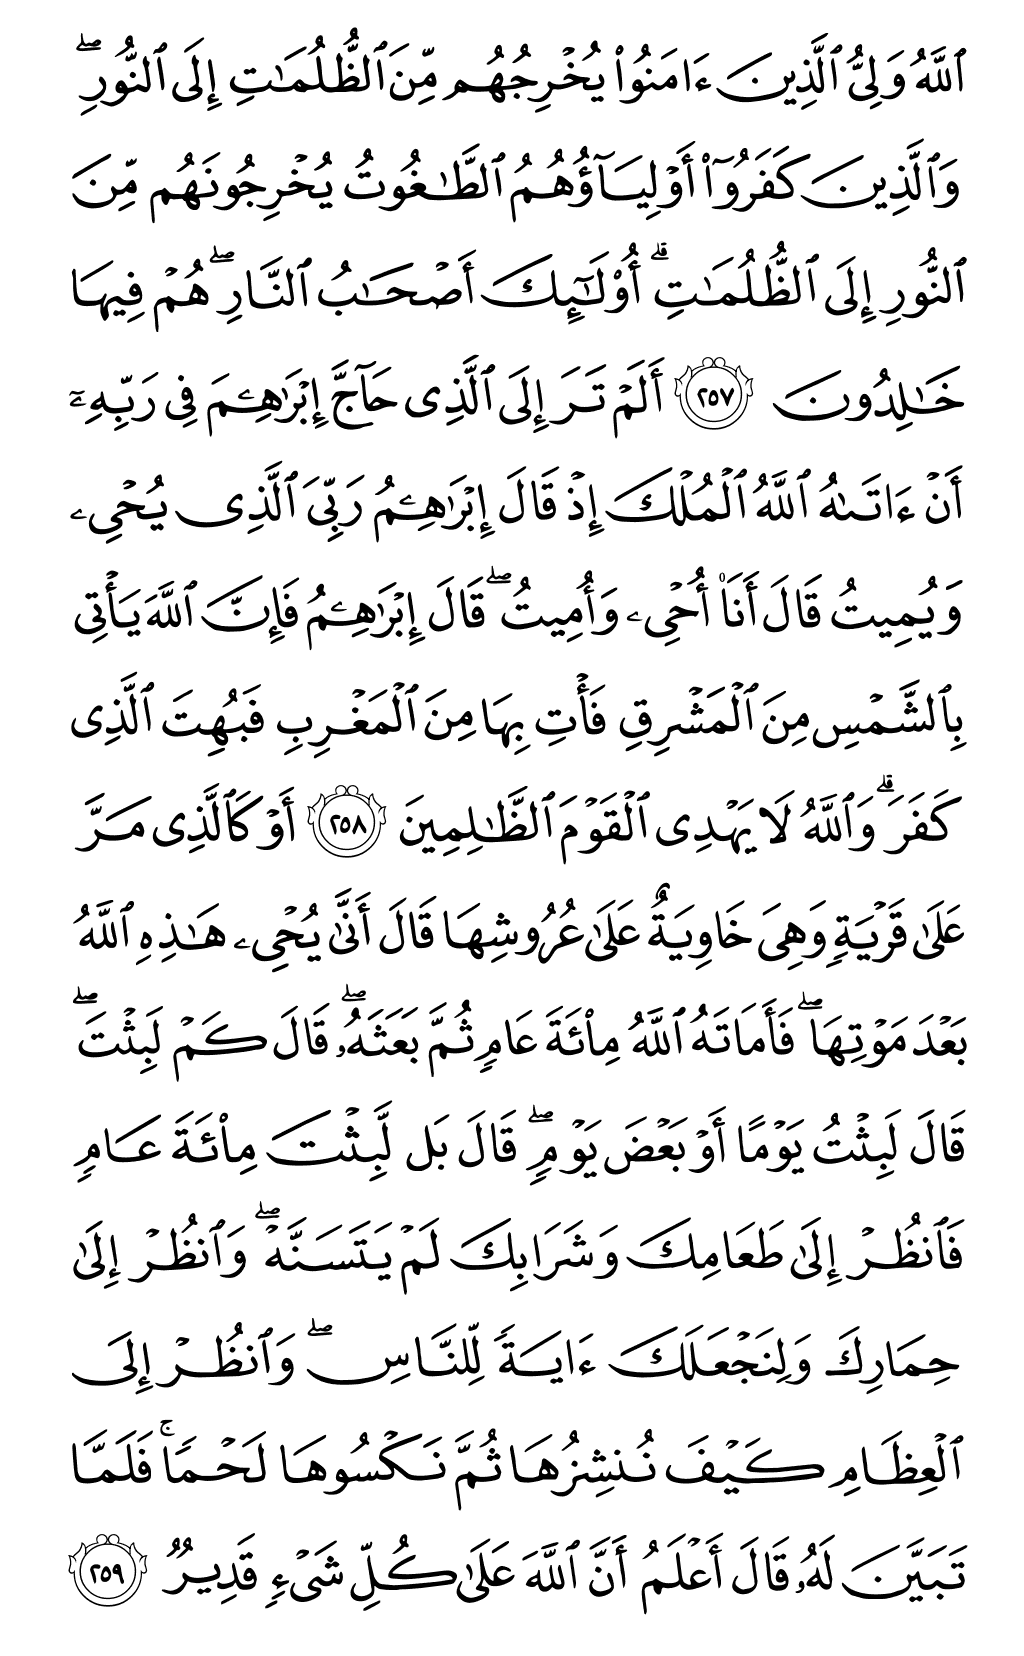 ٱللَّهُ وَلِىُّ ٱلَّذِينَ ءَامَنُوا۟ يُخْرِجُهُم مِّنَ ٱلظُّلُمَٰتِ إِلَى ٱلنُّورِ ۖ
وَٱلَّذِينَ كَفَرُوٓا۟ أَوْلِيَآؤُهُمُ ٱلطَّٰغُوتُ يُخْرِجُونَهُم مِّنَ
ٱلنُّورِ إِلَى ٱلظُّلُمَٰتِ ۗ أُو۟لَٰٓئِكَ أَصْحَٰبُ ٱلنَّارِ ۖ هُمْ فِيهَا
خَٰلِدُونَ ٢٥٧ أَلَمْ تَرَ إِلَى ٱلَّذِى حَآجَّ إِبْرَٰهِۦمَ فِى رَبِّهِۦٓ
أَنْ ءَاتَىٰهُ ٱللَّهُ ٱلْمُلْكَ إِذْ قَالَ إِبْرَٰهِۦمُ رَبِّىَ ٱلَّذِى يُحْىِۦ
وَيُمِيتُ قَالَ أَنَا۠ أُحْىِۦ وَأُمِيتُ ۖ قَالَ إِبْرَٰهِۦمُ فَإِنَّ ٱللَّهَ يَأْتِى
بِٱلشَّمْسِ مِنَ ٱلْمَشْرِقِ فَأْتِ بِهَا مِنَ ٱلْمَغْرِبِ فَبُهِتَ ٱلَّذِى
كَفَرَ ۗ وَٱللَّهُ لَا يَهْدِى ٱلْقَوْمَ ٱلظَّٰلِمِينَ ٢٥٨ أَوْ كَٱلَّذِى مَرَّ
عَلَىٰ قَرْيَةٍ وَهِىَ خَاوِيَةٌ عَلَىٰ عُرُوشِهَا قَالَ أَنَّىٰ يُحْىِۦ هَٰذِهِ ٱللَّهُ
بَعْدَ مَوْتِهَا ۖ فَأَمَاتَهُ ٱللَّهُ مِا۟ئَةَ عَامٍ ثُمَّ بَعَثَهُۥ ۖ قَالَ كَمْ لَبِثْتَ ۖ
قَالَ لَبِثْتُ يَوْمًا أَوْ بَعْضَ يَوْمٍ ۖ قَالَ بَل لَّبِثْتَ مِا۟ئَةَ عَامٍ
فَٱنظُرْ إِلَىٰ طَعَامِكَ وَشَرَابِكَ لَمْ يَتَسَنَّهْ ۖ وَٱنظُرْ إِلَىٰ
حِمَارِكَ وَلِنَجْعَلَكَ ءَايَةً لِّلنَّاسِ ۖ وَٱنظُرْ إِلَى
ٱلْعِظَامِ كَيْفَ نُنشِزُهَا ثُمَّ نَكْسُوهَا لَحْمًا ۚ فَلَمَّا
تَبَيَّنَ لَهُۥ قَالَ أَعْلَمُ أَنَّ ٱللَّهَ عَلَىٰ كُلِّ شَىْءٍ قَدِيرٌ ٢٥٩